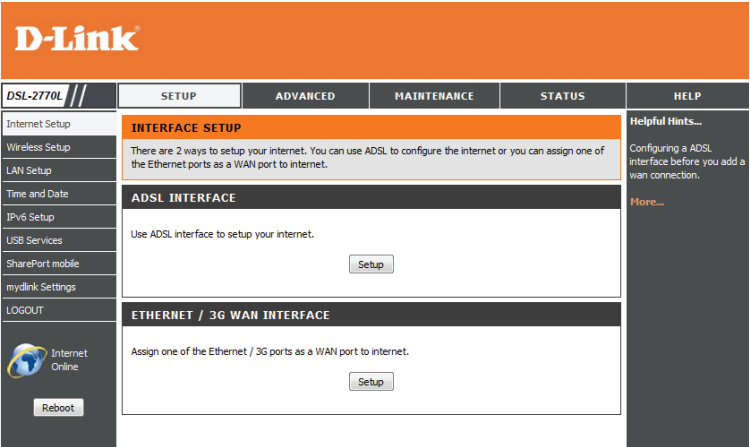 D-Link
DSL-2770L
SETUP
ADVANCED
MAINTENANCE
STATUS
HELP
Internet Setup
Wireless Setup
LAN Setup
Time and Date
IPv6 Setup
USB Services
SharePort mobile
mydlink Settings
LOGOUT
Internet
Online
Reboot
INTERFACE SETUP
There are 2 ways to setup your internet. You can use ADSL to configure the internet or you can assign one of
the Ethernet ports as a WAN port to internet.
ADSL INTERFACE
Use ADSL interface to setup your internet.
Setup
ETHERNET / 3G WAN INTERFACE
Assign one of the Ethernet / 3G ports as a WAN port to internet.
Setup
Helpful Hints...
Configuring a ADSL
interface before you add a
wan connection.
More...